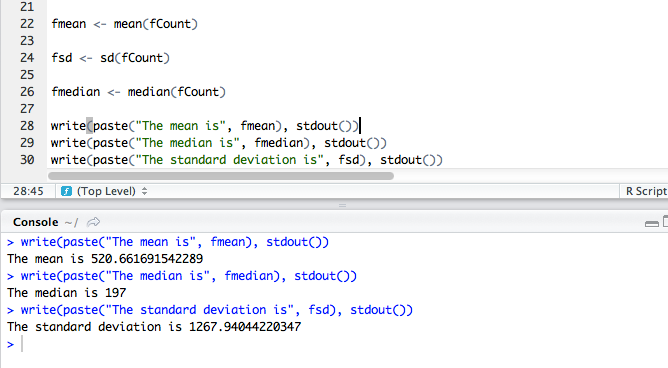 21
22 fmean <- mean(fCount)
23
24 fsd <- sd(fCount)
25
26 fmedian <- median(fCount)
27
28 write(paste("The mean is", fmean), stdout())
29 write(paste("The median is", fmedian), stdout())
30 write(paste("The standard deviation is", fsd), stdout())
28:45 f (Top Level) R Script
Console ~/
> write(paste("The mean is", fmean), stdout())
The mean is 520.661691542289
> write(paste("The median is", fmedian), stdout())
The median is 197
> write(paste("The standard deviation is", fsd), stdout())
The standard deviation is 1267.94044220347
>